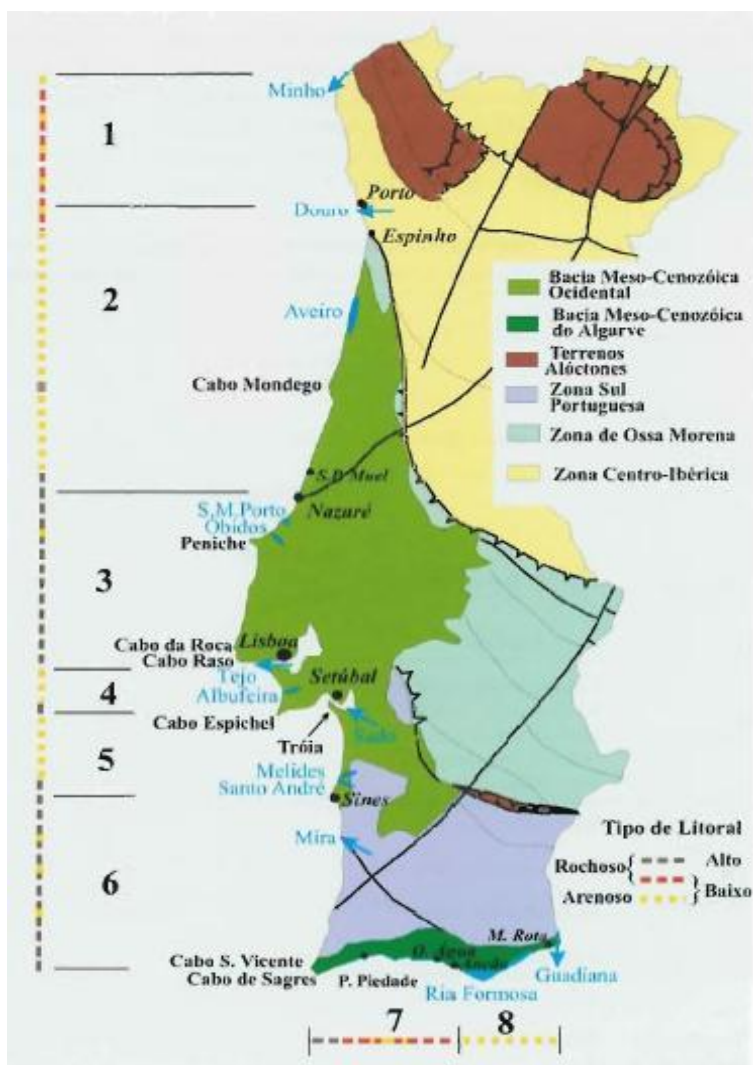 Minho
1
Porto
Douro
Espinho
2
Aveiro
Cabo Mondego
S.P. Muel
Nazaré
S.M.Porto
Óbidos
Peniche
3
Cabo da Roca
Lisboa
Cabo Raso
Tejo
Setúbal
Albufeira
4
Cabo Espichel
Sado
Tróia
5
Melides
Santo André
Sines
Mira
6
M. Rota
Cabo S. Vicente
Cabo de Sagres
P. Piedade
Guadiana
Ria Formosa
7
8
Bacia Meso-Cenozóica
Ocidental
Bacia Meso-Cenozóica
do Algarve
Terrenos
Alóctones
Zona Sul
Portuguesa
Zona de Ossa Morena
Zona Centro-Ibérica
Tipo de Litoral
Rochoso
Alto
Arenoso
Baixo